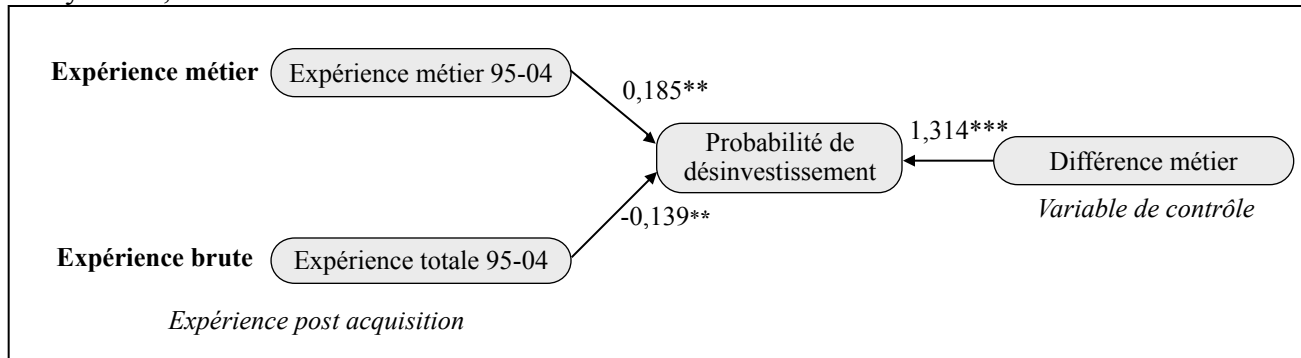 Expérience métier
Expérience métier 95-04
0,185**
Probabilité de
désinvestissement
1,314***
Différence métier
Variable de contrôle
-0,139**
Expérience brute
Expérience totale 95-04
Expérience post acquisition